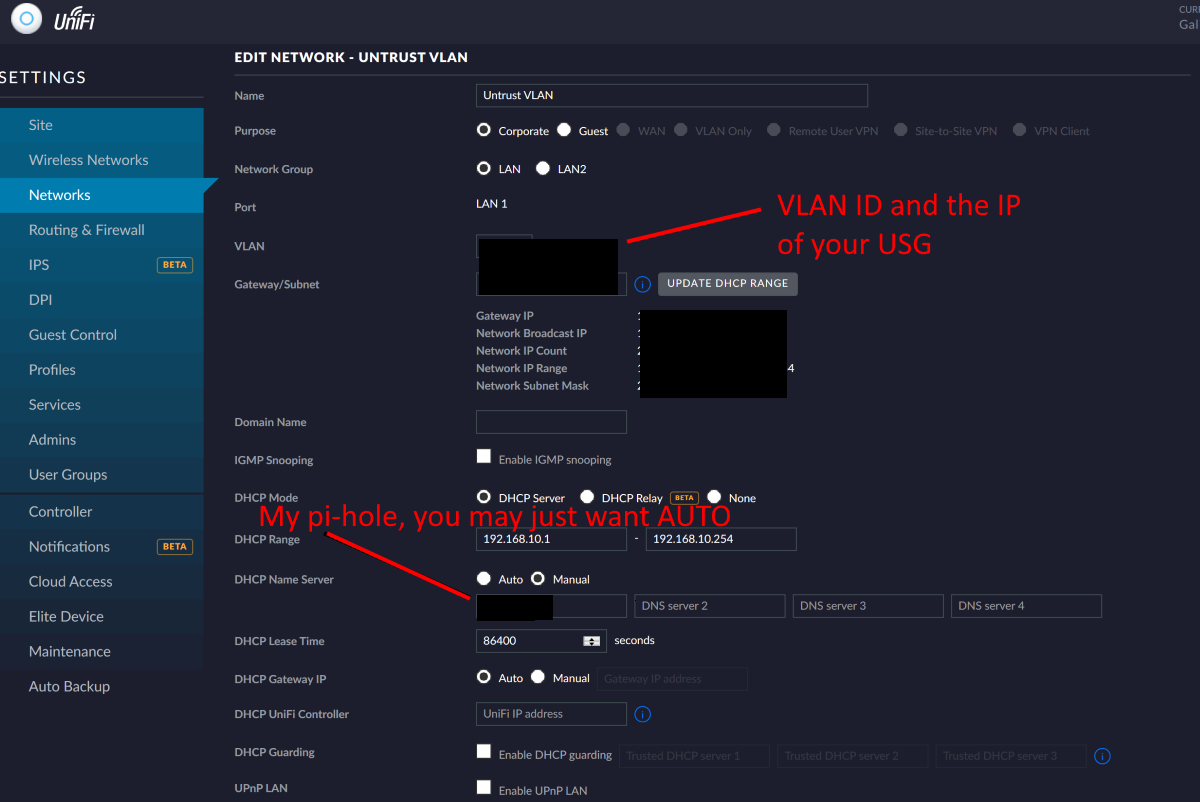 UniFi
CURR
Gal
SETTINGS
Site
Wireless Networks
Networks
Routing & Firewall
IPS BETA
DPI
Guest Control
Profiles
Services
Admins
User Groups
Controller
Notifications BETA
Cloud Access
Elite Device
Maintenance
Auto Backup
EDIT NETWORK - UNTRUST VLAN
Name Untrust VLAN
Purpose Corporate Guest WAN VLAN Only Remote User VPN Site-to-Site VPN VPN Client
Network Group LAN LAN2
Port LAN 1
VLAN ID and the IP
of your USG
VLAN
Gateway/Subnet UPDATE DHCP RANGE
Gateway IP
Network Broadcast IP
Network IP Count
Network IP Range 4
Network Subnet Mask
Domain Name
IGMP Snooping Enable IGMP snooping
DHCP Mode DHCP Server DHCP Relay BETA None
My pi-hole, you may just want AUTO
DHCP Range 192.168.10.1 - 192.168.10.254
DHCP Name Server Auto Manual
DNS server 2 DNS server 3 DNS server 4
DHCP Lease Time 86400 seconds
DHCP Gateway IP Auto Manual Gateway IP address
DHCP UniFi Controller UniFi IP address
DHCP Guarding Enable DHCP guarding Trusted DHCP server 1 Trusted DHCP server 2 Trusted DHCP server 3
UPnP LAN Enable UPnP LAN